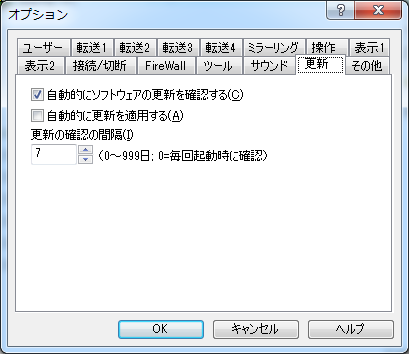 オプション
ユーザー 転送1 転送2 転送3 転送4 ミラーリング 操作 表示1
表示2 接続/切断 FireWall ツール サウンド 更新 その他
自動的にソフトウェアの更新を確認する(C)
自動的に更新を適用する(A)
更新の確認の間隔(I)
7 (0～999日; 0=毎回起動時に確認)
OK キャンセル ヘルプ